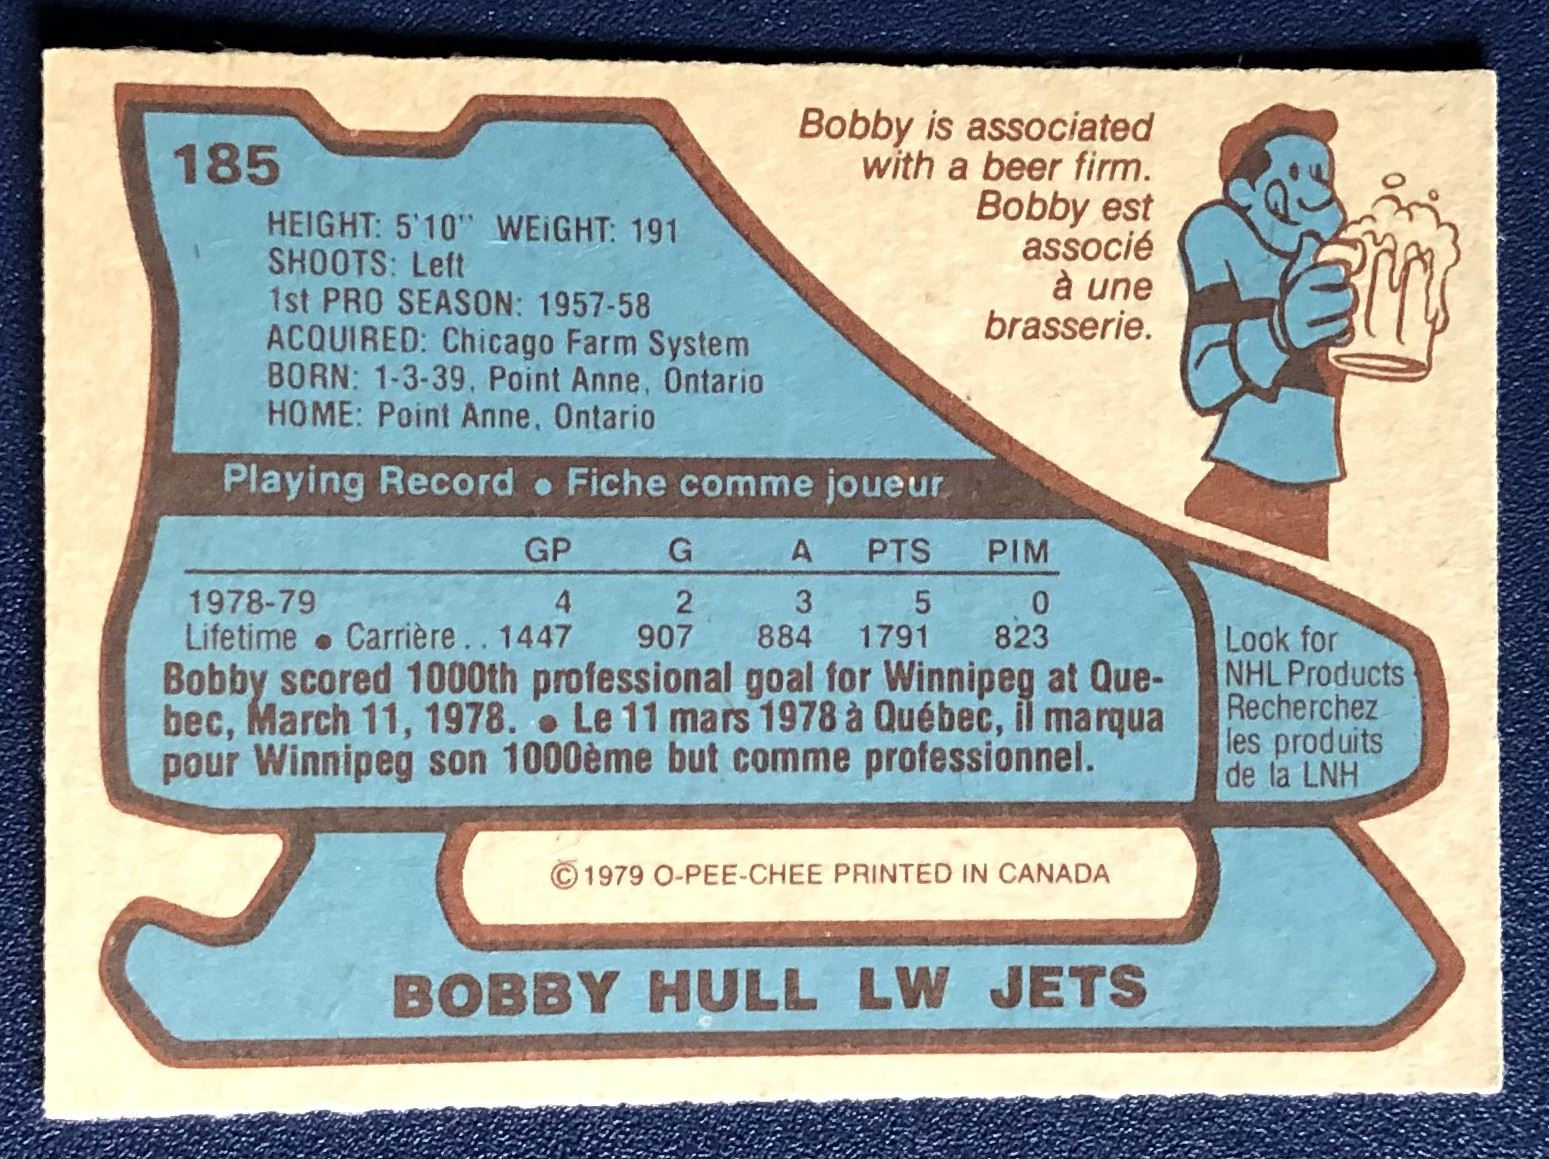 185
HEIGHT: 5'10" WEiGHT: 191
SHOOTS: Left
1st PRO SEASON: 1957-58
ACQUIRED: Chicago Farm System
BORN: 1-3-39, Point Anne, Ontario
HOME: Point Anne, Ontario
Bobby is associated
with a beer firm.
Bobby est
associé
à une
brasserie.
Playing Record • Fiche comme joueur
GP G A PTS PIM
1978-79 4 2 3 5 0
Lifetime • Carrière.. 1447 907 884 1791 823
Bobby scored 1000th professional goal for Winnipeg at Que-
bec, March 11, 1978. • Le 11 mars 1978 à Québec, il marqua
pour Winnipeg son 1000ème but comme professionnel.
Look for
NHL Products
Recherchez
les produits
de la LNH
©1979 O-PEE-CHEE PRINTED IN CANADA
BOBBY HULL LW JETS